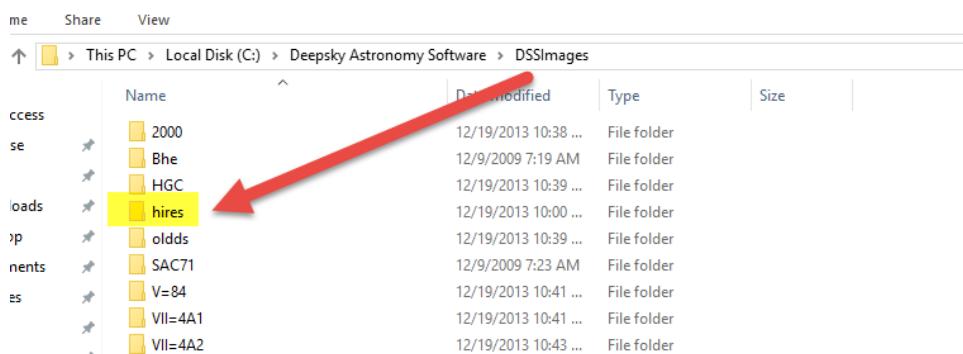 me Share View
This PC > Local Disk (C:) > Deepsky Astronomy Software > DSSImages
Name Date modified Type Size
ccess
2000 12/19/2013 10:38 ... File folder
se
Bhe 12/9/2009 7:19 AM File folder
HGC 12/19/2013 10:39 ... File folder
loads
hires 12/19/2013 10:00 ... File folder
op
oldds 12/19/2013 10:39 ... File folder
ments
SAC71 12/9/2009 7:23 AM File folder
es
V=84 12/19/2013 10:41 ... File folder
VII=4A1 12/19/2013 10:41 ... File folder
VII=4A2 12/19/2013 10:43 ... File folder